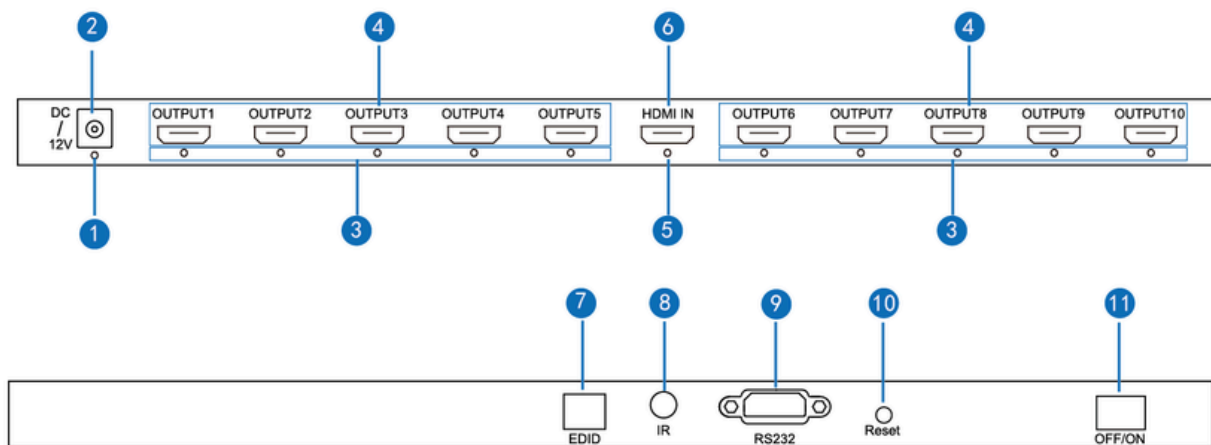 2 4 6 4
DC
/
12V
OUTPUT1 OUTPUT2 OUTPUT3 OUTPUT4 OUTPUT5 HDMI IN OUTPUT6 OUTPUT7 OUTPUT8 OUTPUT9 OUTPUT10
1 3 5 3
7 8 9 10 11
EDID IR RS232 Reset OFF/ON